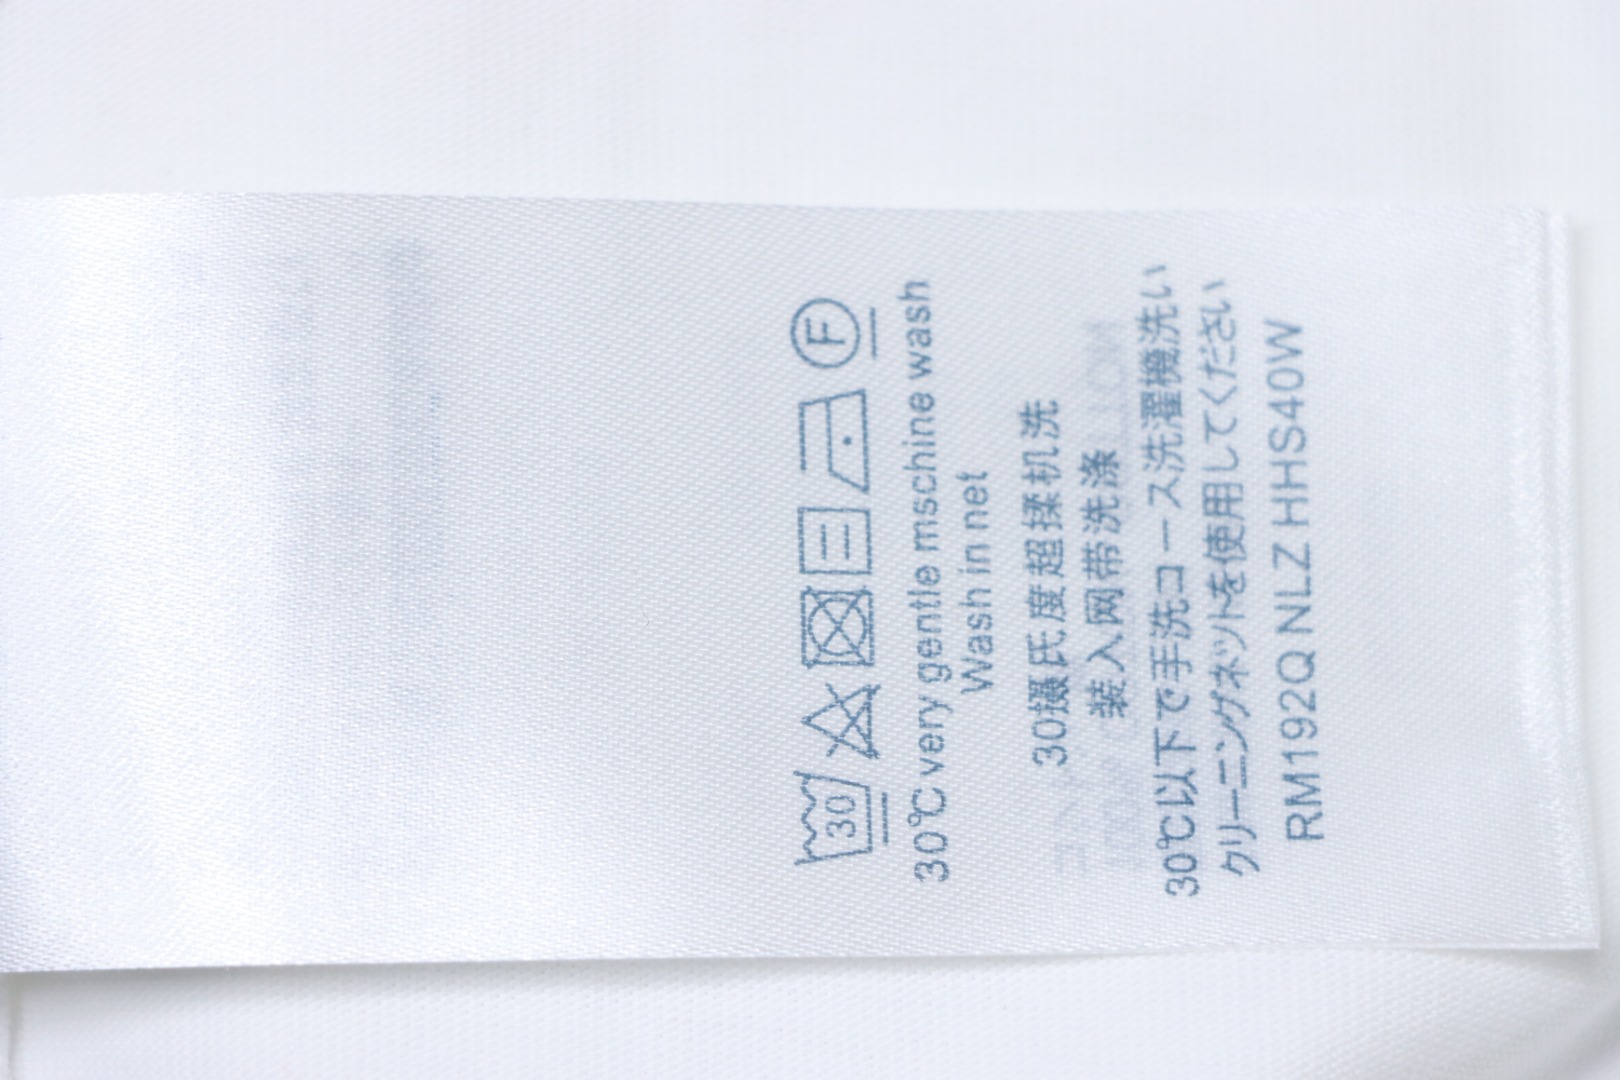 30
F
30℃ very gentle mschine wash
Wash in net
30摄氏度超揉机洗
装入网带洗涤
30℃以下で手洗コース洗濯機洗い
クリーニングネットを使用してください
RM192Q NLZ HHS40W